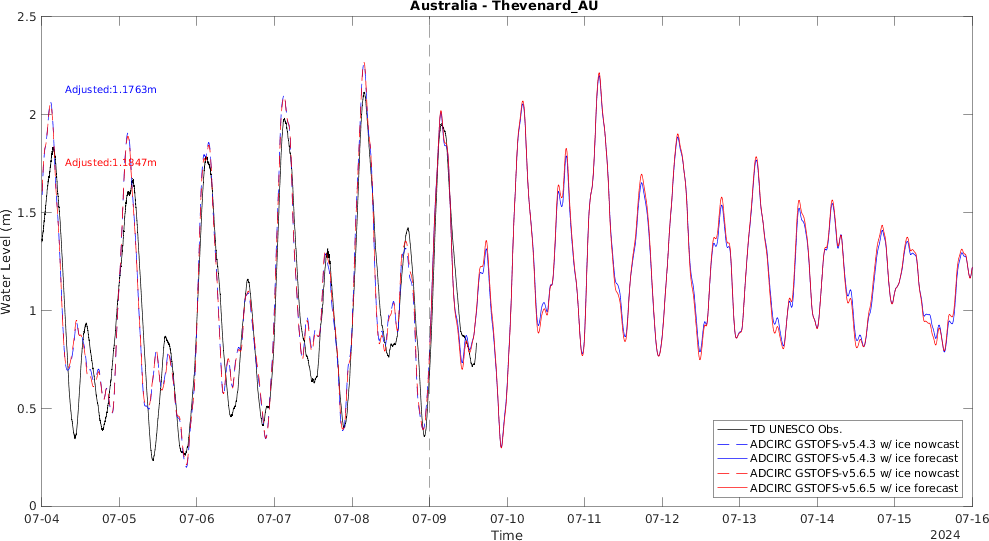 Australia - Thevenard_AU
2.5
2
1.5
1
0.5
0
Water Level (m)
Adjusted:1.1763m
Adjusted:1.1847m
TD UNESCO Obs.
ADCIRC GSTOFS-v5.4.3 w/ ice nowcast
ADCIRC GSTOFS-v5.4.3 w/ ice forecast
ADCIRC GSTOFS-v5.6.5 w/ ice nowcast
ADCIRC GSTOFS-v5.6.5 w/ ice forecast
07-04 07-05 07-06 07-07 07-08 07-09 07-10 07-11 07-12 07-13 07-14 07-15 07-16
Time
2024